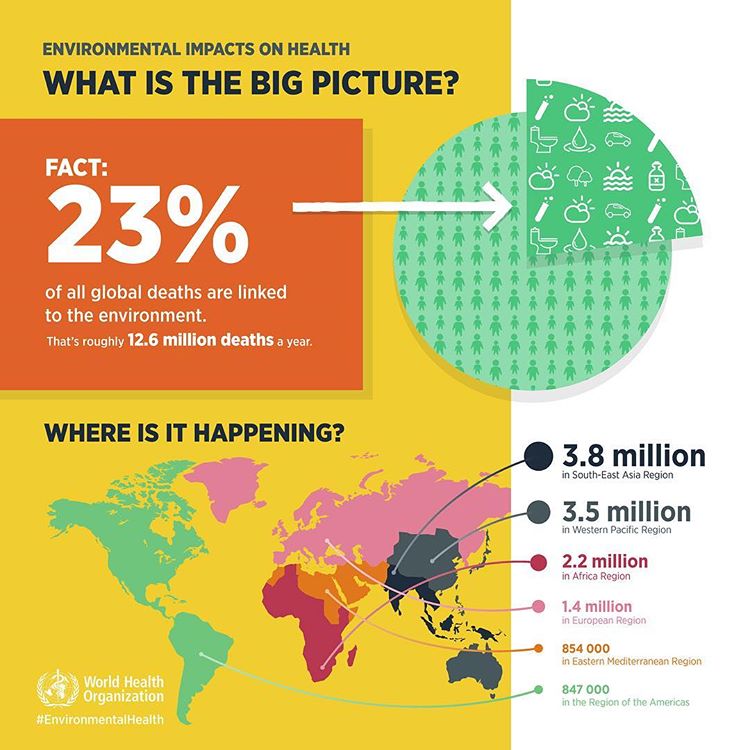 ENVIRONMENTAL IMPACTS ON HEALTH
WHAT IS THE BIG PICTURE?
FACT:
23%
of all global deaths are linked
to the environment.
That's roughly 12.6 million deaths a year.
WHERE IS IT HAPPENING?
3.8 million
in South-East Asia Region
3.5 million
in Western Pacific Region
2.2 million
in Africa Region
1.4 million
in European Region
854 000
in Eastern Mediterranean Region
847 000
in the Region of the Americas
World Health
Organization
#EnvironmentalHealth